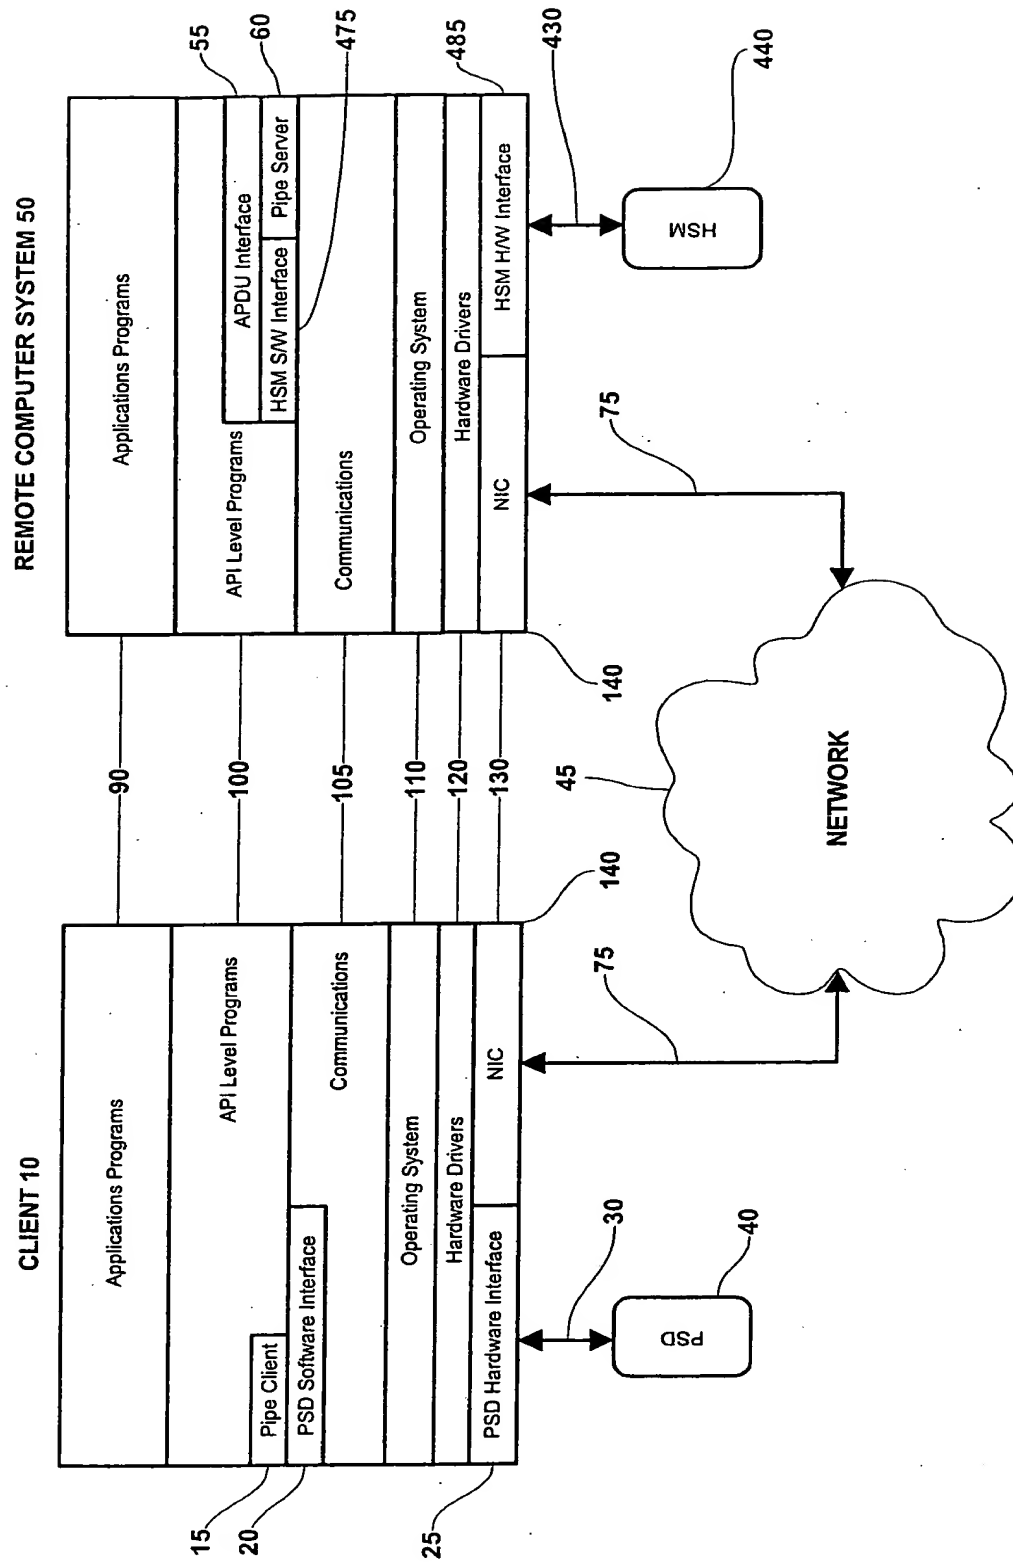 CLIENT 10
REMOTE COMPUTER SYSTEM 50
Applications Programs
90
Applications Programs
API Level Programs
100
API Level Programs
APDU Interface
55
15
Pipe Client
HSM S/W Interface
Pipe Server
60
475
20
PSD Software Interface
Communications
105
Communications
Operating System
110
Operating System
Hardware Drivers
120
Hardware Drivers
25
PSD Hardware Interface
NIC
130
NIC
HSM H/W Interface
485
140
140
30
75
45
75
430
40
PSD
NETWORK
HSM
440